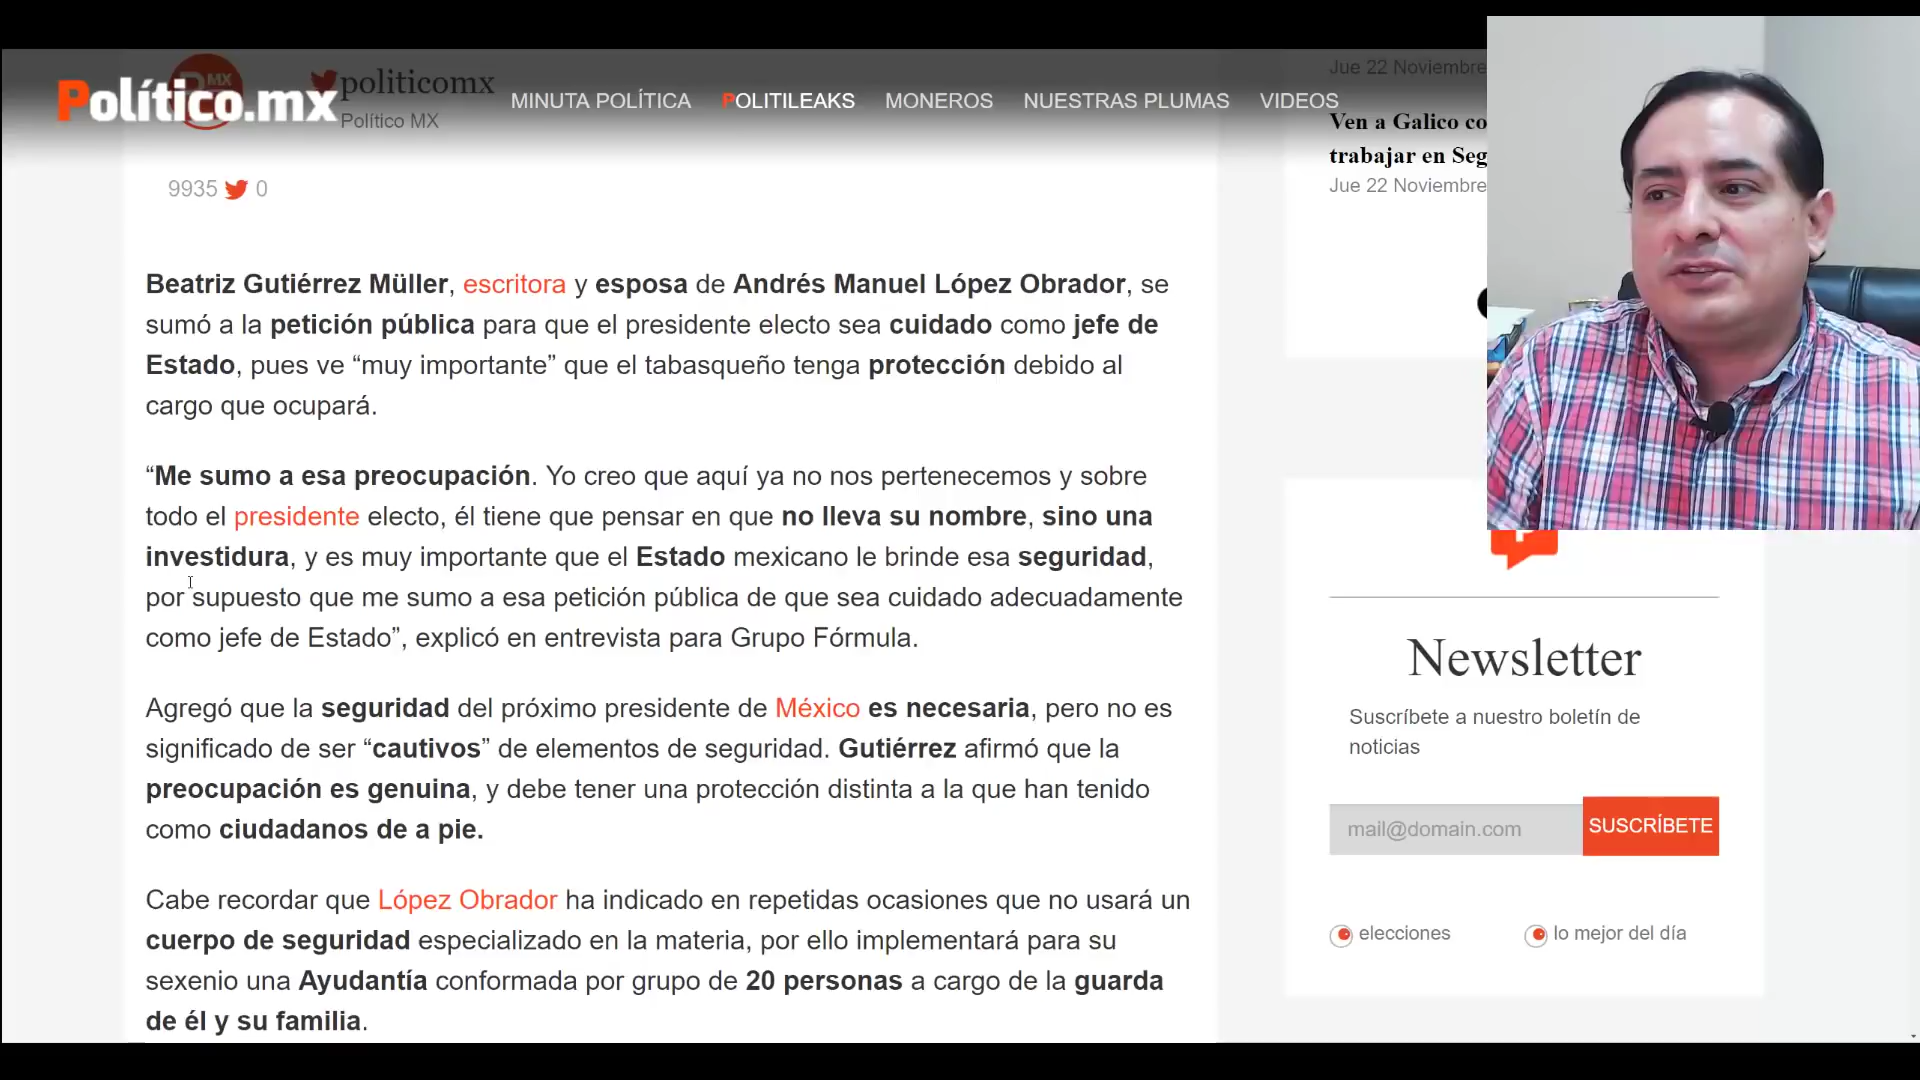 Político.mx
politicomx
Político MX
MINUTA POLÍTICA POLITILEAKS MONEROS NUESTRAS PLUMAS VIDEOS
9935 0
Beatriz Gutiérrez Müller, escritora y esposa de Andrés Manuel López Obrador, se
sumó a la petición pública para que el presidente electo sea cuidado como jefe de
Estado, pues ve “muy importante” que el tabasqueño tenga protección debido al
cargo que ocupará.
“Me sumo a esa preocupación. Yo creo que aquí ya no nos pertenecemos y sobre
todo el presidente electo, él tiene que pensar en que no lleva su nombre, sino una
investidura, y es muy importante que el Estado mexicano le brinde esa seguridad,
por supuesto que me sumo a esa petición pública de que sea cuidado adecuadamente
como jefe de Estado”, explicó en entrevista para Grupo Fórmula.
Agregó que la seguridad del próximo presidente de México es necesaria, pero no es
significado de ser “cautivos” de elementos de seguridad. Gutiérrez afirmó que la
preocupación es genuina, y debe tener una protección distinta a la que han tenido
como ciudadanos de a pie.
Cabe recordar que López Obrador ha indicado en repetidas ocasiones que no usará un
cuerpo de seguridad especializado en la materia, por ello implementará para su
sexenio una Ayudantía conformada por grupo de 20 personas a cargo de la guarda
de él y su familia.
Jue 22 Noviembre
Ven a Galico co
trabajar en Seg
Jue 22 Noviembre
Newsletter
Suscríbete a nuestro boletín de
noticias
mail@domain.com SUSCRÍBETE
elecciones lo mejor del día